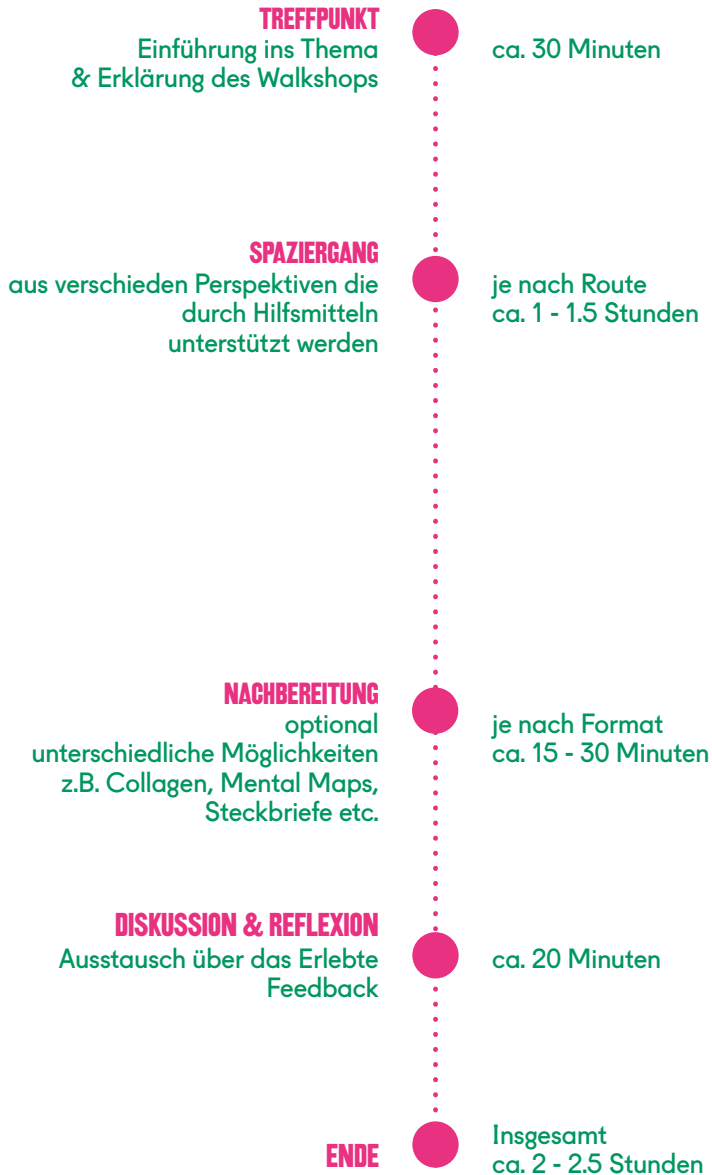 TREFFPUNKT
Einführung ins Thema
& Erklärung des Walkshops
ca. 30 Minuten
SPAZIERGANG
aus verschieden Perspektiven die
durch Hilfsmitteln
unterstützt werden
je nach Route
ca. 1 - 1.5 Stunden
NACHBEREITUNG
optional
unterschiedliche Möglichkeiten
z.B. Collagen, Mental Maps,
Steckbriefe etc.
je nach Format
ca. 15 - 30 Minuten
DISKUSSION & REFLEXION
Ausstausch über das Erlebte
Feedback
ca. 20 Minuten
ENDE
Insgesamt
ca. 2 - 2.5 Stunden